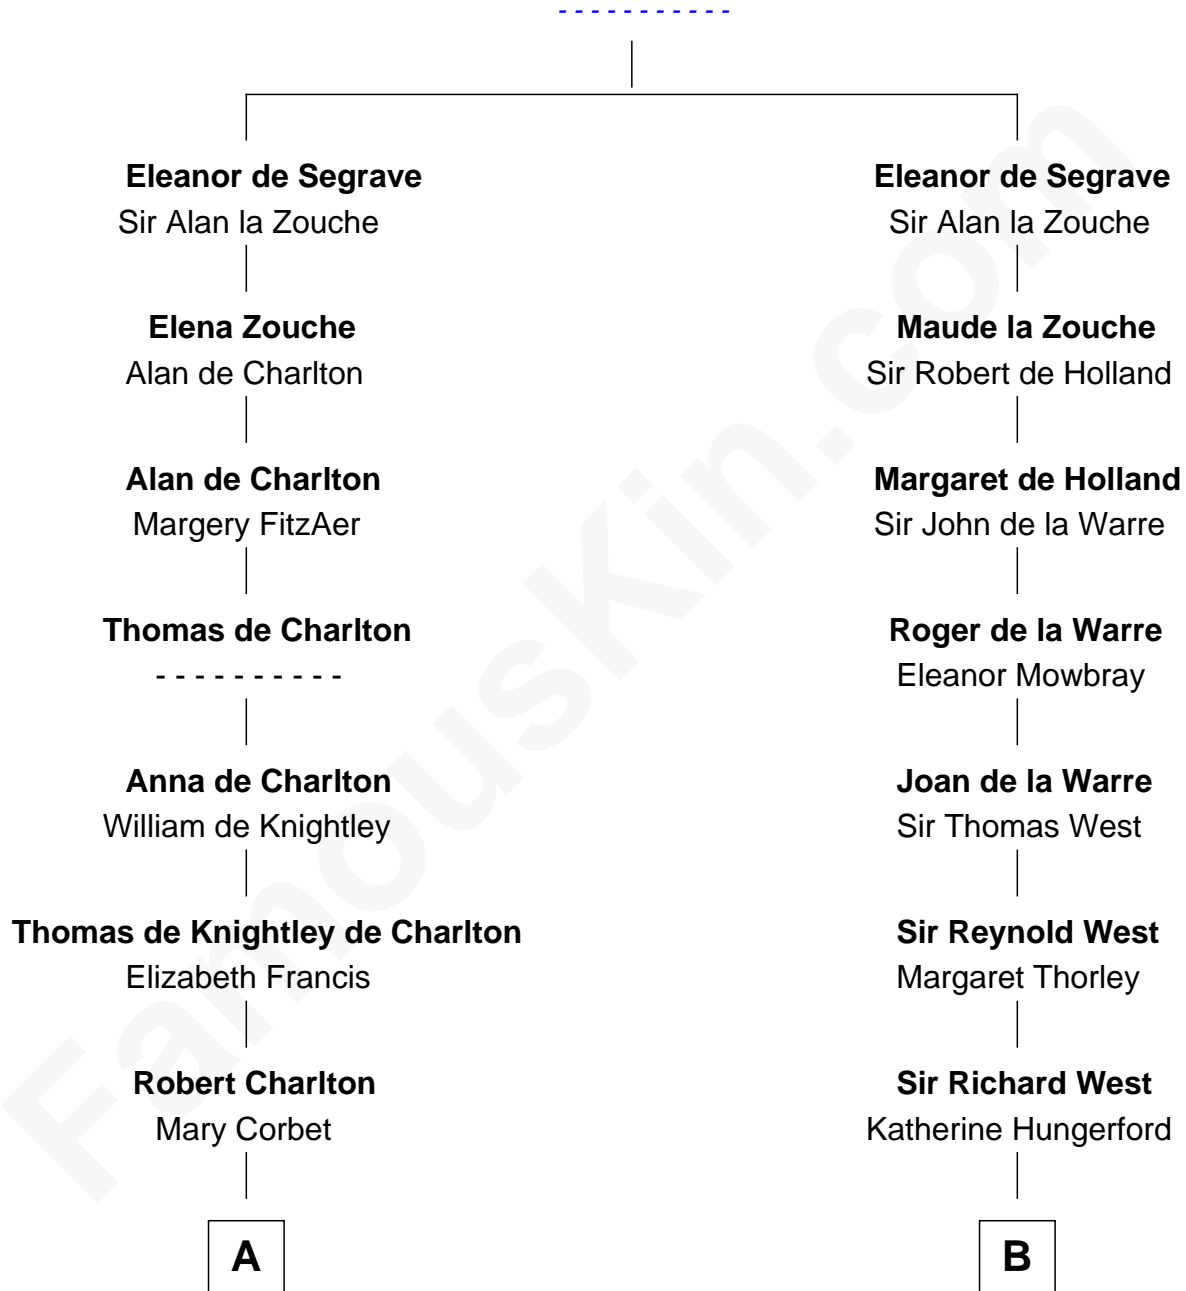 - - - - - - - - - - -
Eleanor de Segrave
Sir Alan la Zouche
Elena Zouche
Alan de Charlton
Alan de Charlton
Margery FitzAer
Thomas de Charlton
- - - - - - - - - -
Anna de Charlton
William de Knightley
Thomas de Knightley de Charlton
Elizabeth Francis
Robert Charlton
Mary Corbet
A
Eleanor de Segrave
Sir Alan la Zouche
Maude la Zouche
Sir Robert de Holland
Margaret de Holland
Sir John de la Warre
Roger de la Warre
Eleanor Mowbray
Joan de la Warre
Sir Thomas West
Sir Reynold West
Margaret Thorley
Sir Richard West
Katherine Hungerford
B
FamousKin.com